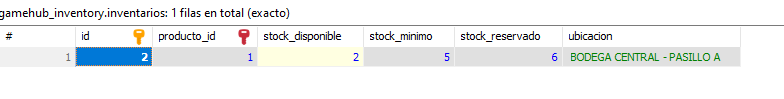 gamehub_inventory.inventarios: 1 filas en total (exacto)
# id producto_id stock_disponible stock_minimo stock_reservado ubicacion
1 2 1 2 5 6 BODEGA CENTRAL - PASILLO A